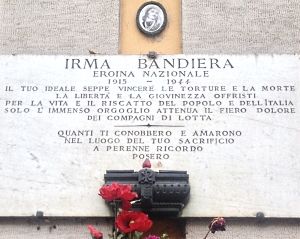 IRMA BANDIERA
EROINA NAZIONALE
1915 - 1944
IL TUO IDEALE SEPPE VINCERE LE TORTURE E LA MORTE
LA LIBERTÀ E LA GIOVINEZZA OFFRISTI
PER LA VITA E IL RISCATTO DEL POPOLO E DELL'ITALIA
SOLO L'IMMENSO ORGOGLIO ATTENUA IL FIERO DOLORE
DEI COMPAGNI DI LOTTA
QUANTI TI CONOBBERO E AMARONO
NEL LUOGO DEL TUO SACRIFICIO
A PERENNE RICORDO
POSERO